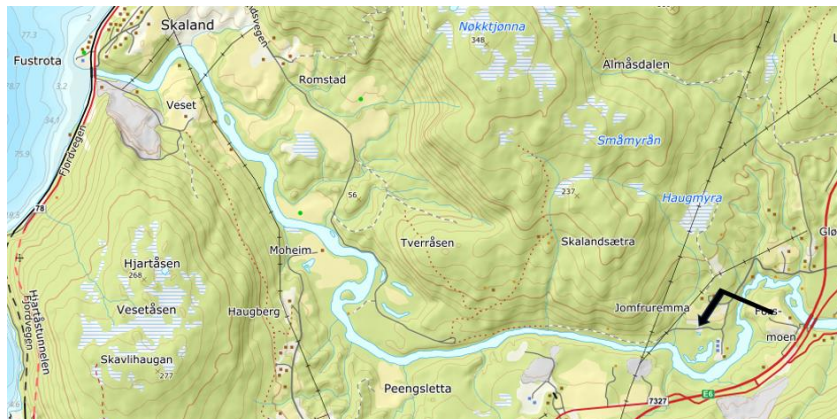 Skaland
Nøkktjønna
348
Almåsdalen
Fustrota
Romstad
Veset
Småmyrån
Fjordvegen
56
237
Haugmyra
78
Tverråsen
Skalandsætra
Moheim
Hjartåsen
268
Vesetåsen
Haugberg
Jomfruremma
moen
Hjartåstunnelen
Fjordvegen
Skavlihaugan
277
Peengsletta
7327
E6